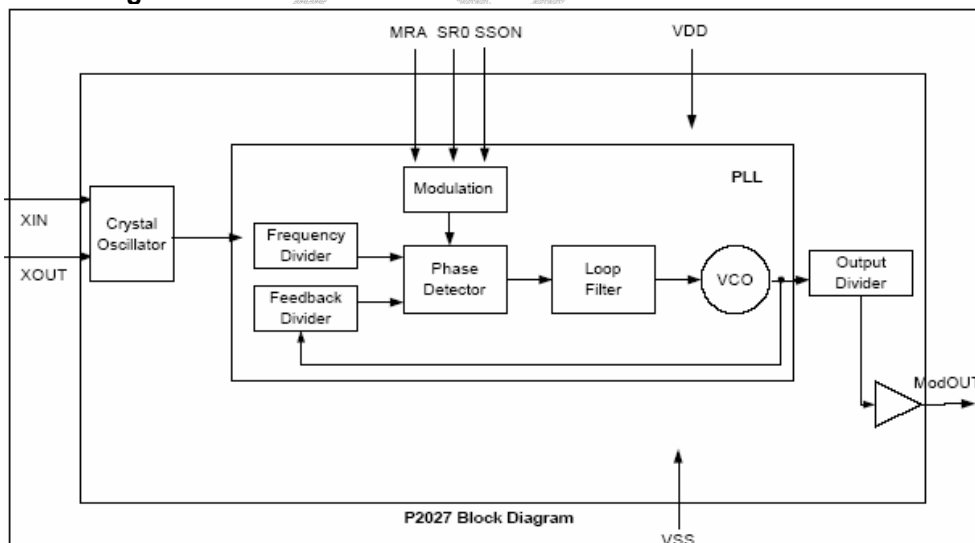 MRA SR0 SSON VDD
PLL
Modulation
XIN
Crystal
Oscillator
XOUT
Frequency
Divider
Feedback
Divider
Phase
Detector
Loop
Filter
VCO
Output
Divider
ModOUT
P2027 Block Diagram
VSS